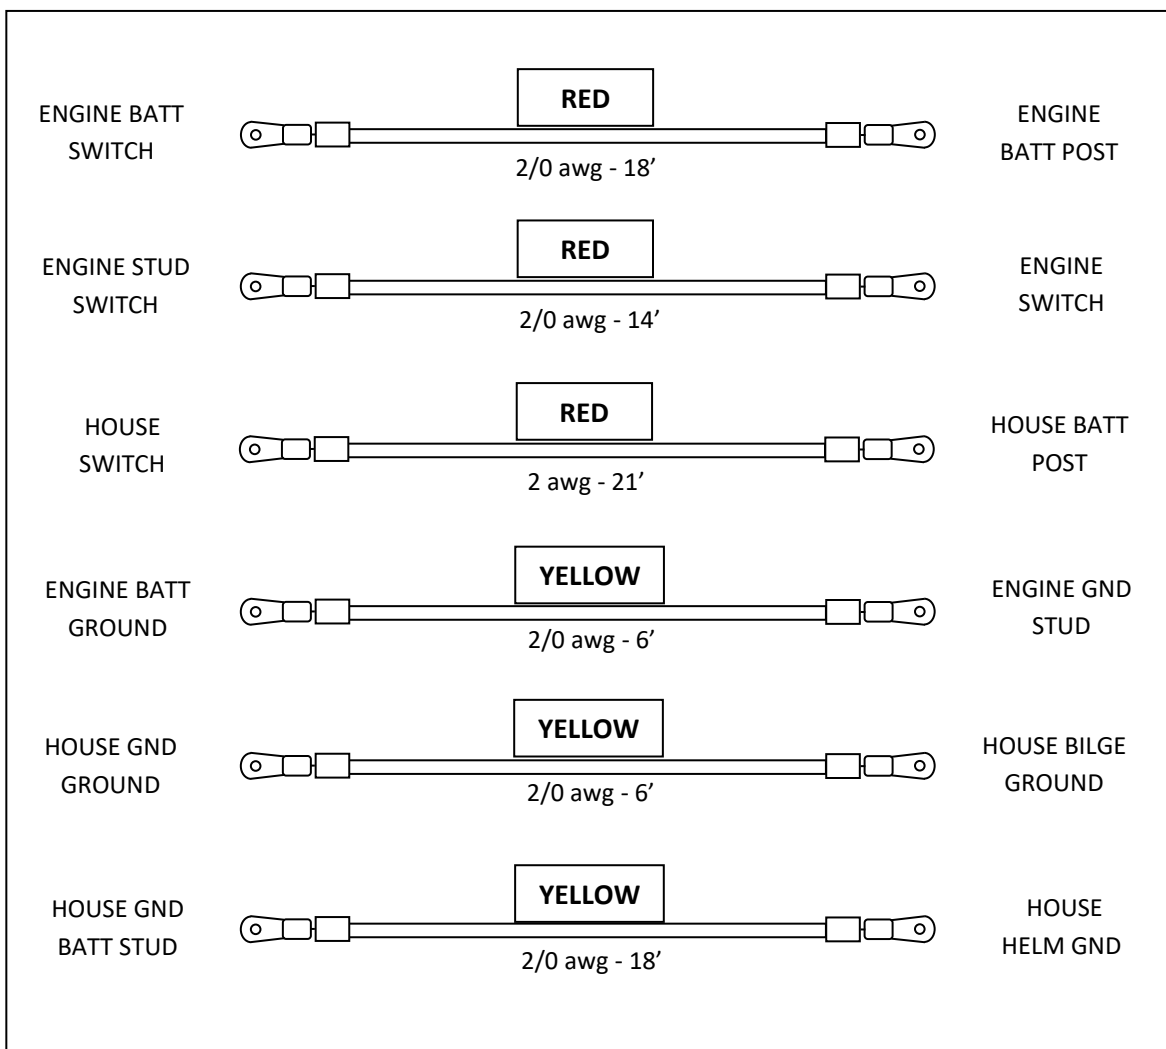 RED
ENGINE BATT
SWITCH
2/0 awg - 18’
ENGINE
BATT POST
RED
ENGINE STUD
SWITCH
2/0 awg - 14’
ENGINE
SWITCH
RED
HOUSE
SWITCH
2 awg - 21’
HOUSE BATT
POST
YELLOW
ENGINE BATT
GROUND
2/0 awg - 6’
ENGINE GND
STUD
YELLOW
HOUSE GND
GROUND
2/0 awg - 6’
HOUSE BILGE
GROUND
YELLOW
HOUSE GND
BATT STUD
2/0 awg - 18’
HOUSE
HELM GND